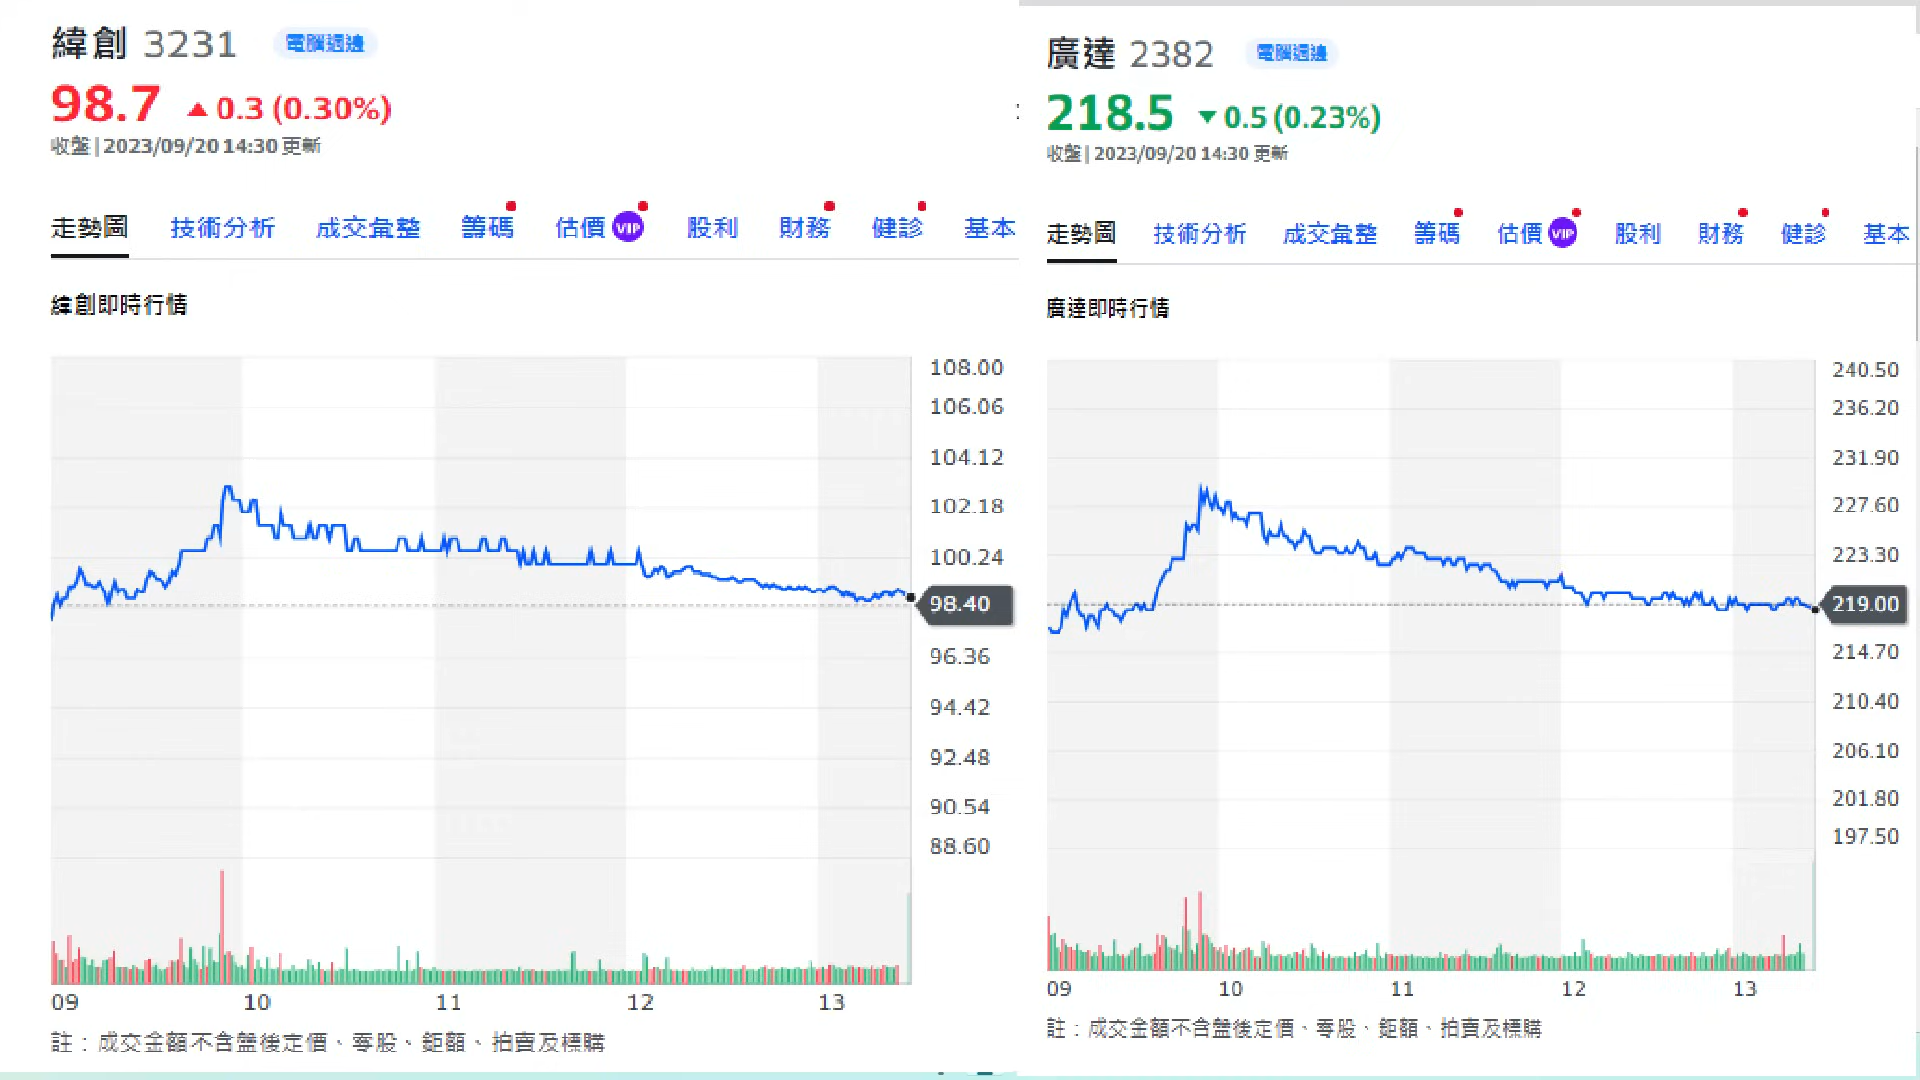 緯創 3231 電腦週邊
98.7 ▲ 0.3 (0.30%)
收盤 | 2023/09/20 14:30 更新
走勢圖 技術分析 成交彙整 籌碼 估價 VIP 股利 財務 健診 基本
緯創即時行情
108.00
106.06
104.12
102.18
100.24
98.40
96.36
94.42
92.48
90.54
88.60
09 10 11 12 13
註：成交金額不含盤後定價、零股、鉅額、拍賣及標購
廣達 2382 電腦週邊
218.5 ▼ 0.5 (0.23%)
收盤 | 2023/09/20 14:30 更新
走勢圖 技術分析 成交彙整 籌碼 估價 VIP 股利 財務 健診 基本
廣達即時行情
240.50
236.20
231.90
227.60
223.30
219.00
214.70
210.40
206.10
201.80
197.50
09 10 11 12 13
註：成交金額不含盤後定價、零股、鉅額、拍賣及標購